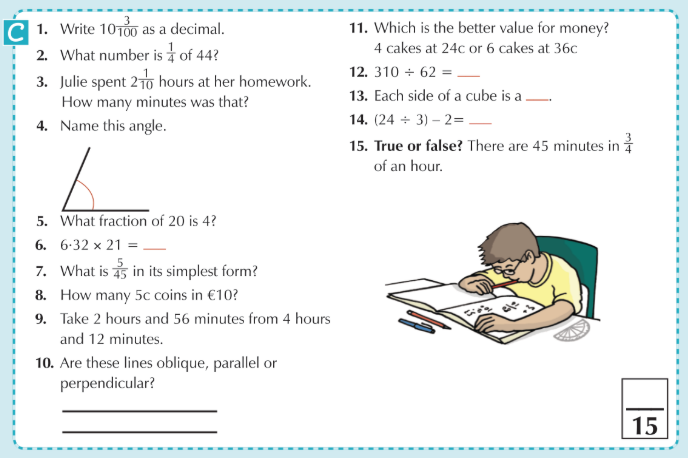 C
1. Write 10 3/100 as a decimal.
2. What number is 1/4 of 44?
3. Julie spent 2 1/10 hours at her homework.
How many minutes was that?
4. Name this angle.
5. What fraction of 20 is 4?
6. 6·32 × 21 = ___
7. What is 5/45 in its simplest form?
8. How many 5c coins in €10?
9. Take 2 hours and 56 minutes from 4 hours
and 12 minutes.
10. Are these lines oblique, parallel or
perpendicular?
11. Which is the better value for money?
4 cakes at 24c or 6 cakes at 36c
12. 310 ÷ 62 = ___
13. Each side of a cube is a ___.
14. (24 ÷ 3) – 2= ___
15. True or false? There are 45 minutes in 3/4
of an hour.
15